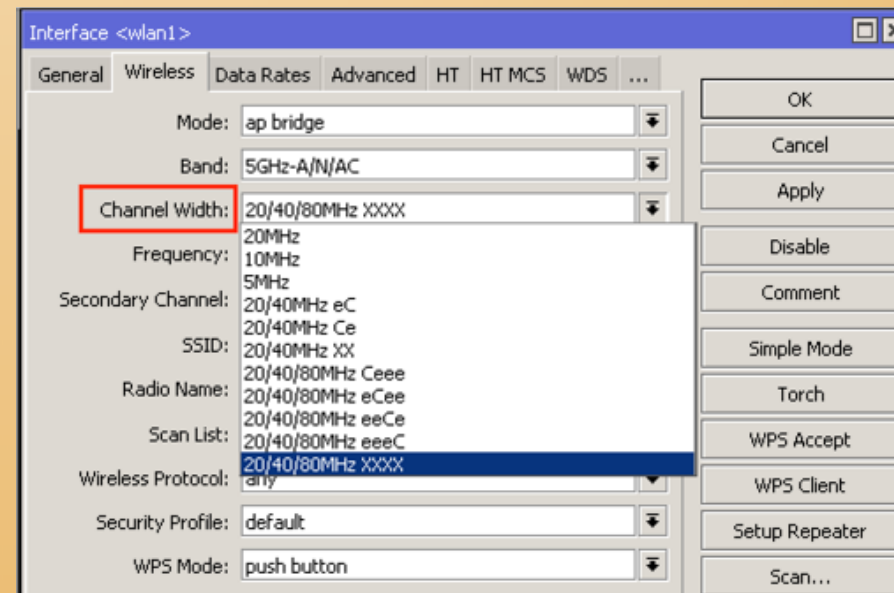 Interface <wlan1>
General Wireless Data Rates Advanced HT HT MCS WDS ...
Mode: ap bridge
Band: 5GHz-A/N/AC
Channel Width: 20/40/80MHz XXXX
20MHz
10MHz
5MHz
20/40MHz eC
20/40MHz Ce
20/40MHz XX
20/40/80MHz Ceee
20/40/80MHz eCee
20/40/80MHz eeCe
20/40/80MHz eeeC
20/40/80MHz XXXX
Frequency:
Secondary Channel:
SSID:
Radio Name:
Scan List:
Wireless Protocol: any
Security Profile: default
WPS Mode: push button
OK
Cancel
Apply
Disable
Comment
Simple Mode
Torch
WPS Accept
WPS Client
Setup Repeater
Scan...